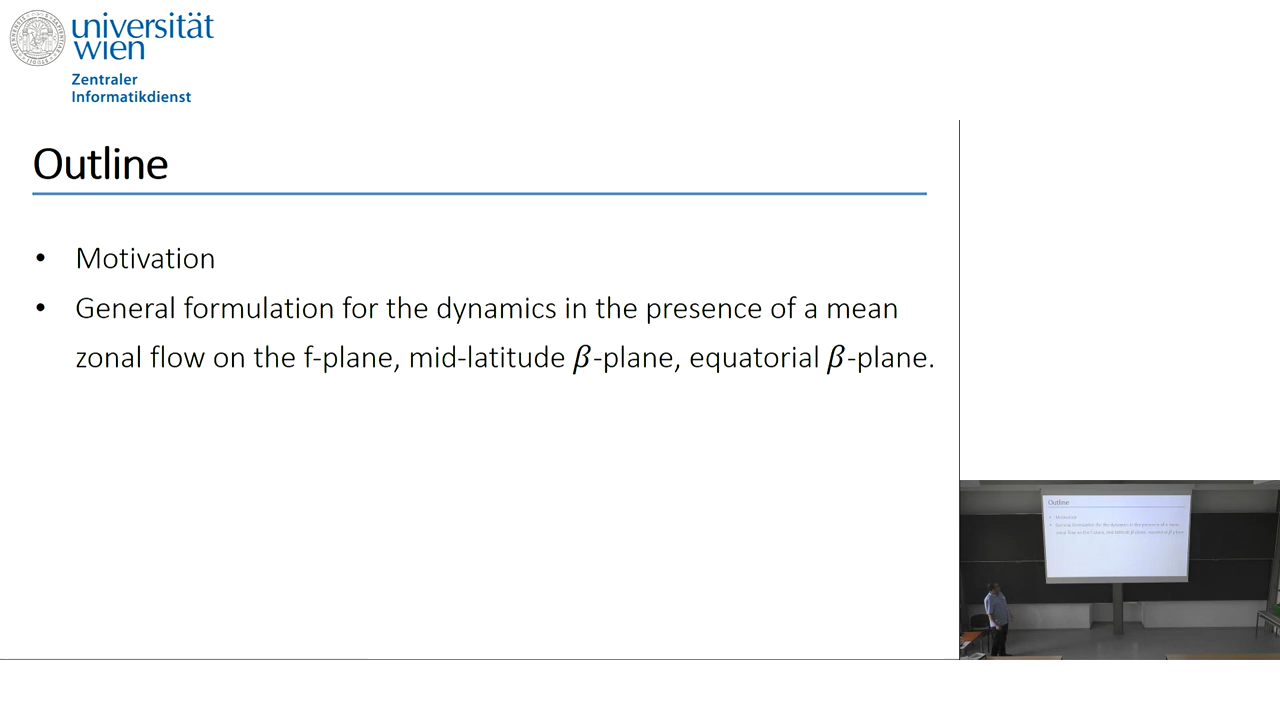 universität
wien
Zentraler
Informatikdienst
Outline
• Motivation
• General formulation for the dynamics in the presence of a mean
zonal flow on the f-plane, mid-latitude β-plane, equatorial β-plane.
Outline